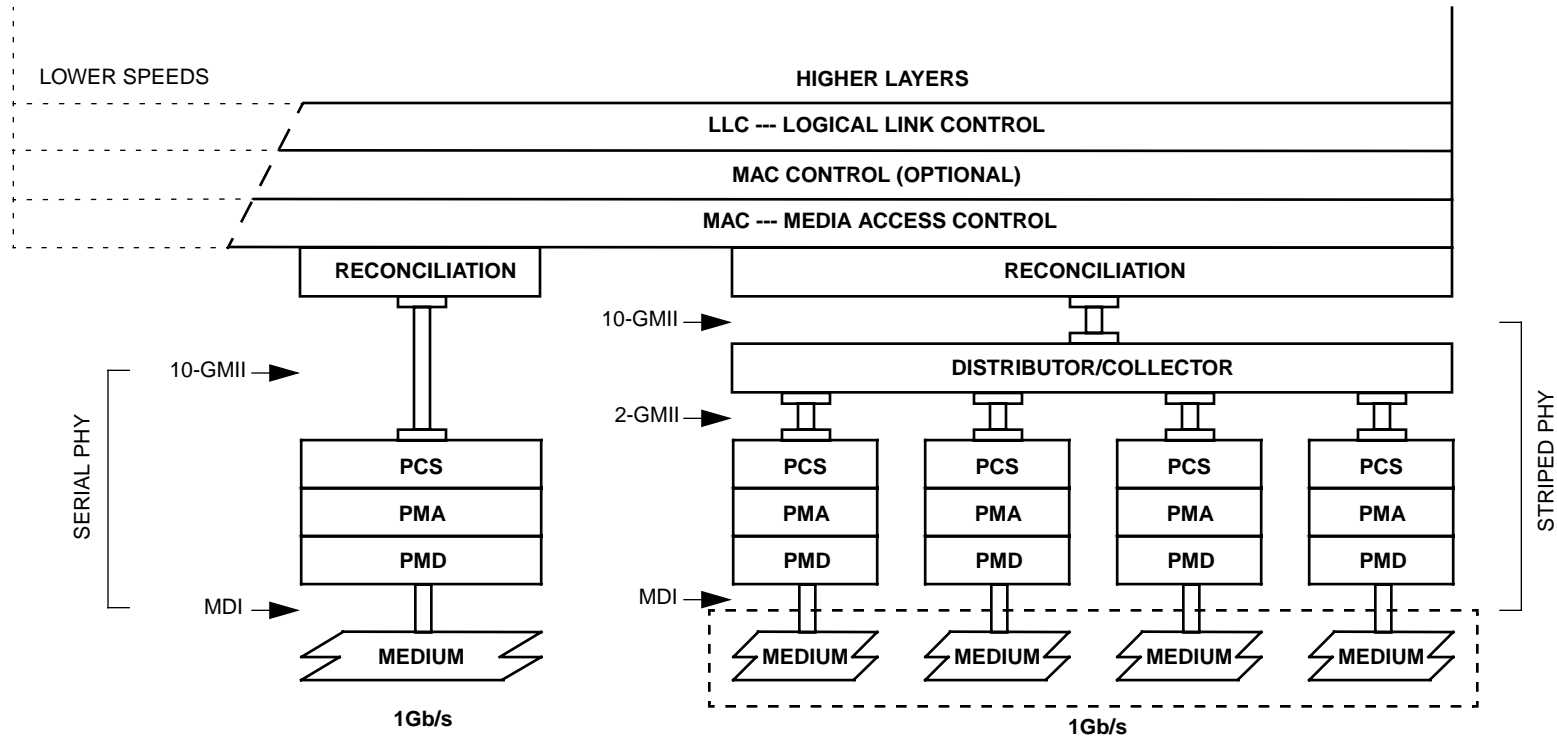 LOWER SPEEDS
HIGHER LAYERS
LLC --- LOGICAL LINK CONTROL
MAC CONTROL (OPTIONAL)
MAC --- MEDIA ACCESS CONTROL
RECONCILIATION
RECONCILIATION
10-GMII
10-GMII
DISTRIBUTOR/COLLECTOR
2-GMII
SERIAL PHY
STRIPED PHY
PCS
PCS
PCS
PCS
PCS
PMA
PMA
PMA
PMA
PMA
PMD
PMD
PMD
PMD
PMD
MDI
MDI
MEDIUM
MEDIUM
MEDIUM
MEDIUM
MEDIUM
1Gb/s
1Gb/s